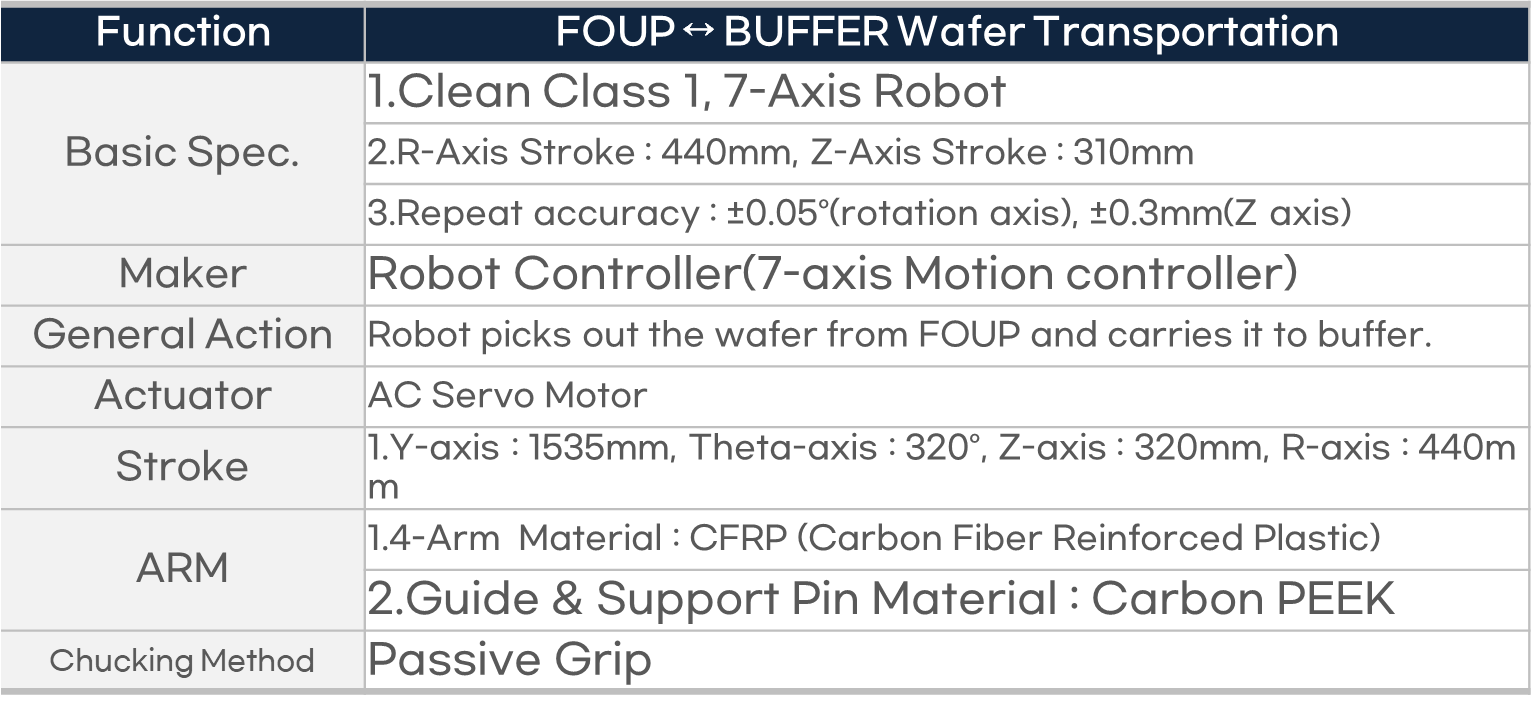 Function FOUP↔BUFFER Wafer Transportation
Basic Spec.
1.Clean Class 1, 7-Axis Robot
2.R-Axis Stroke : 440mm, Z-Axis Stroke : 310mm
3.Repeat accuracy : ±0.05°(rotation axis), ±0.3mm(Z axis)
Maker Robot Controller(7-axis Motion controller)
General Action Robot picks out the wafer from FOUP and carries it to buffer.
Actuator AC Servo Motor
Stroke 1.Y-axis : 1535mm, Theta-axis : 320°, Z-axis : 320mm, R-axis : 440m
m
ARM
1.4-Arm Material : CFRP (Carbon Fiber Reinforced Plastic)
2.Guide & Support Pin Material : Carbon PEEK
Chucking Method Passive Grip